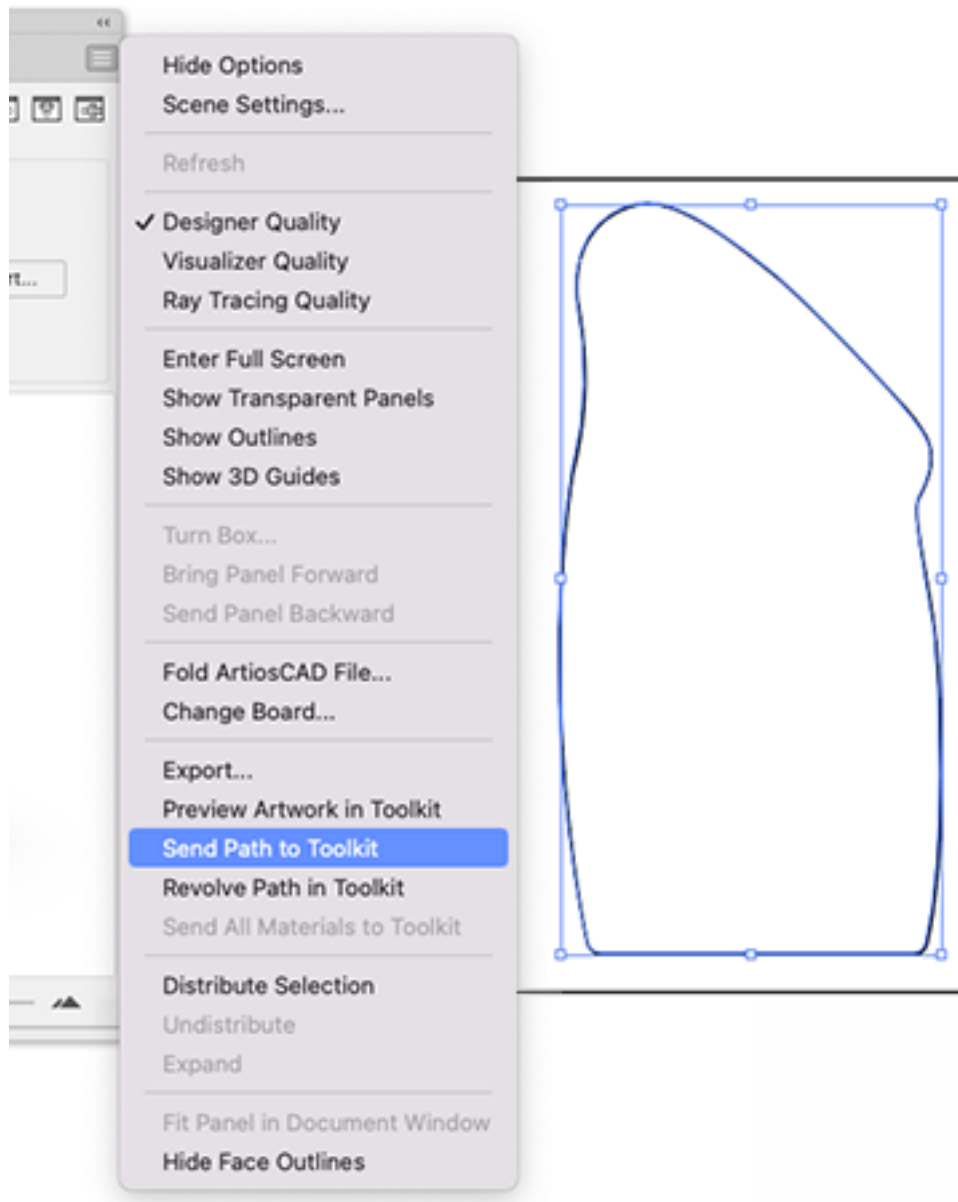 Hide Options
Scene Settings...
Refresh
Designer Quality
Visualizer Quality
Ray Tracing Quality
rt...
Enter Full Screen
Show Transparent Panels
Show Outlines
Show 3D Guides
Turn Box...
Bring Panel Forward
Send Panel Backward
Fold ArtiosCAD File...
Change Board...
Export...
Preview Artwork in Toolkit
Send Path to Toolkit
Revolve Path in Toolkit
Send All Materials to Toolkit
Distribute Selection
Undistribute
Expand
Fit Panel in Document Window
Hide Face Outlines